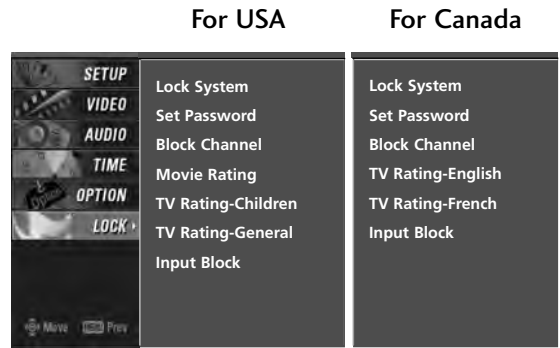 For USA
For Canada
SETUP
VIDEO
AUDIO
TIME
OPTION
LOCK
Move
Prev
Lock System
Set Password
Block Channel
Movie Rating
TV Rating-Children
TV Rating-General
Input Block
Lock System
Set Password
Block Channel
TV Rating-English
TV Rating-French
Input Block